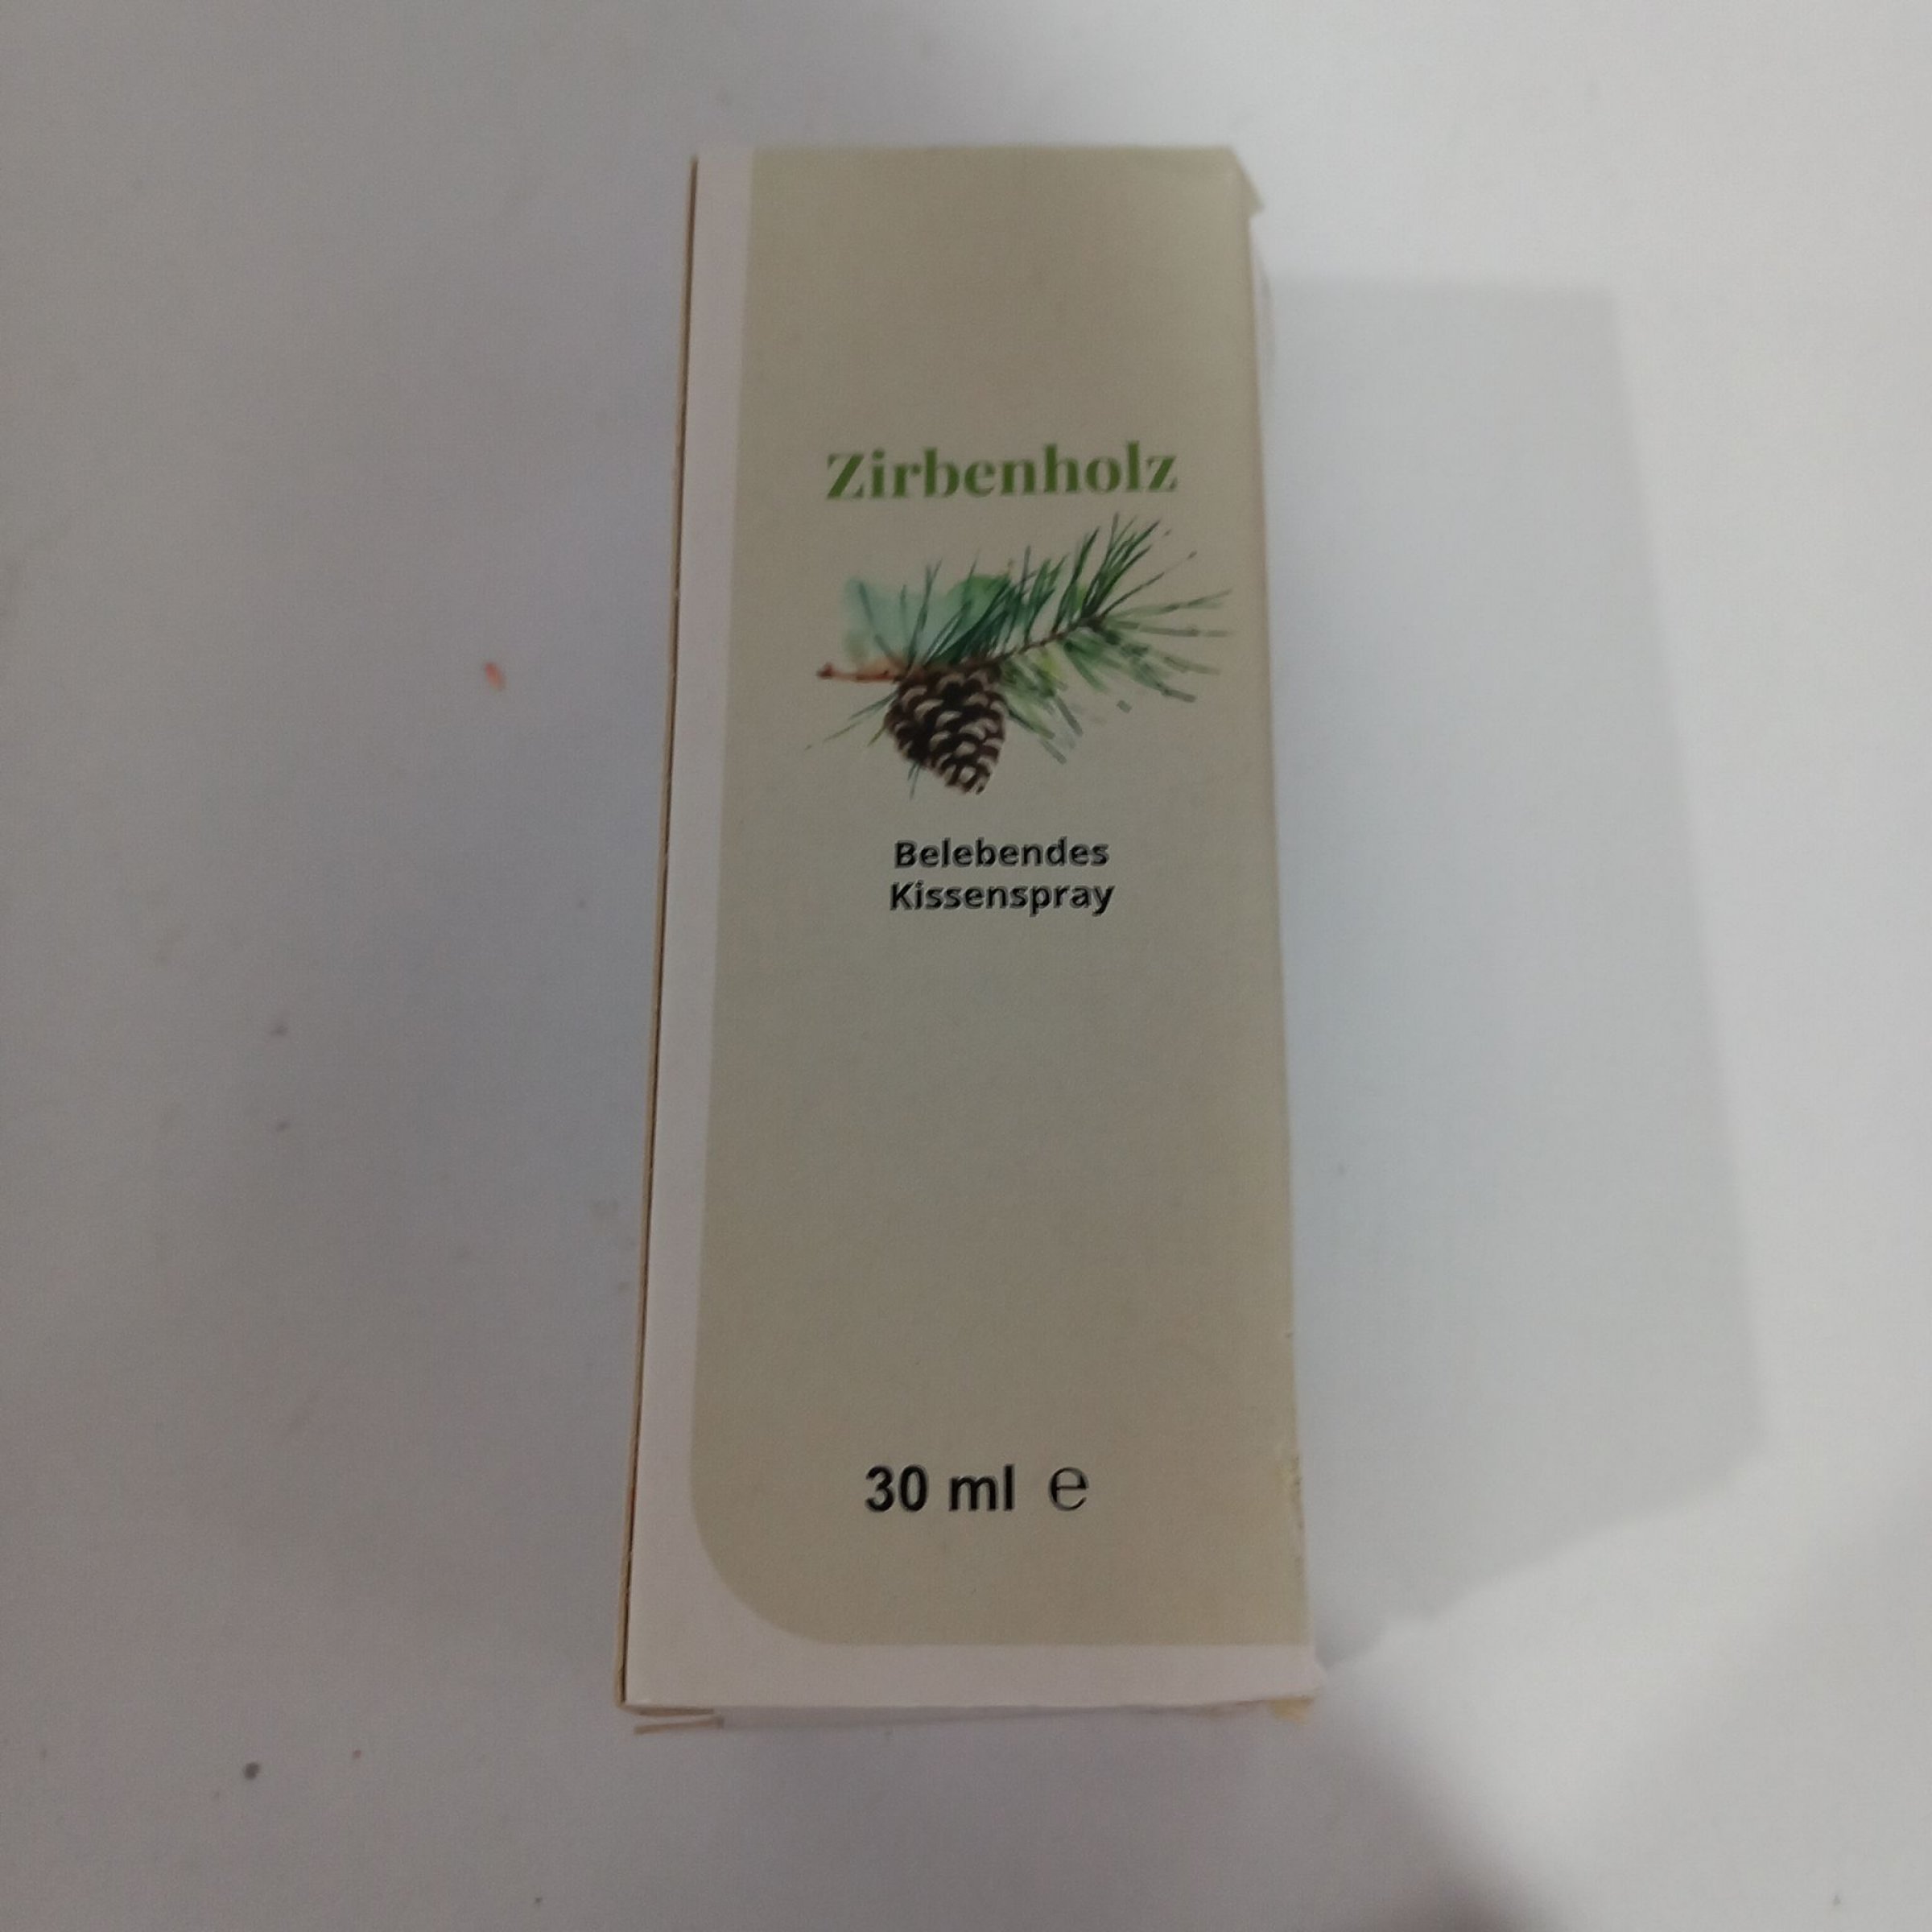 Zirbenholz
Belebendes
Kissenspray
30 ml ℮